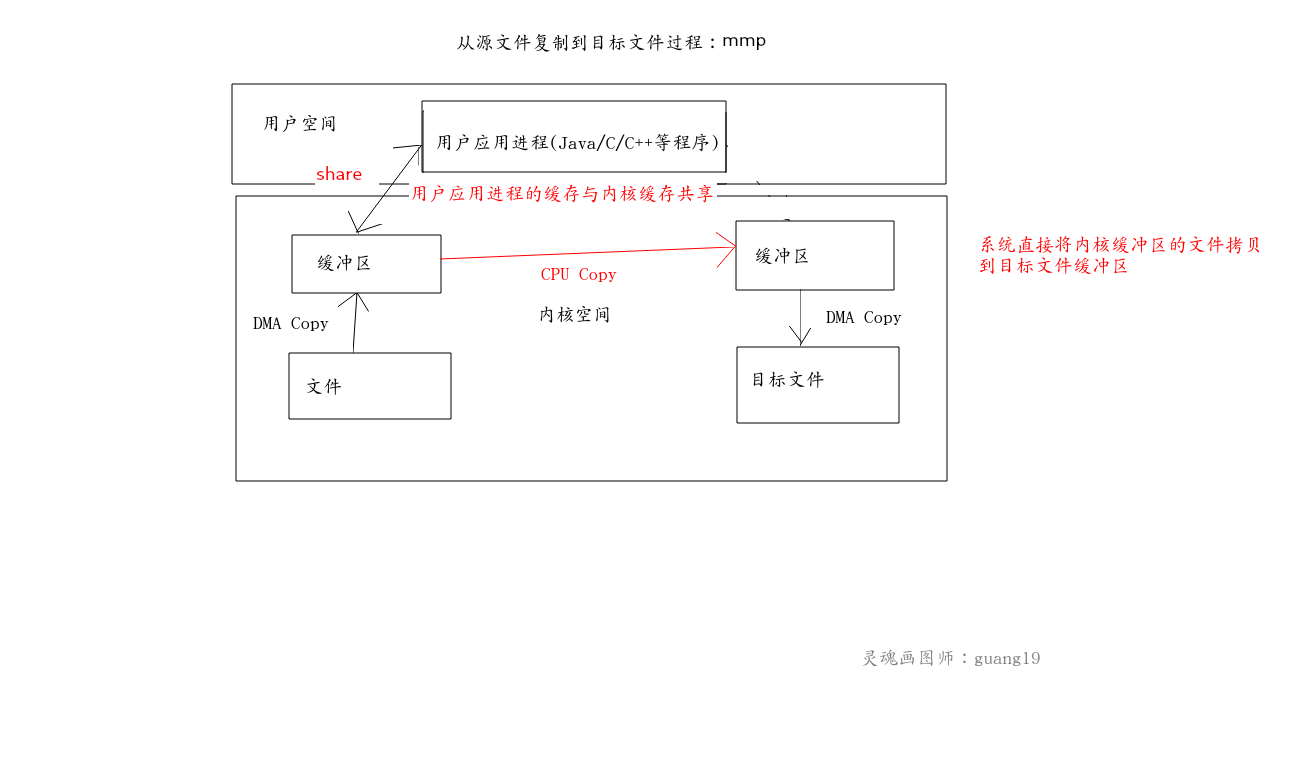 从源文件复制到目标文件过程：mmp
用户空间
用户应用进程(Java/C/C++等程序)
share
用户应用进程的缓存与内核缓存共享
缓冲区
CPU Copy
缓冲区
系统直接将内核缓冲区的文件拷贝
到目标文件缓冲区
内核空间
DMA Copy
DMA Copy
文件
目标文件
灵魂画图师：guang19